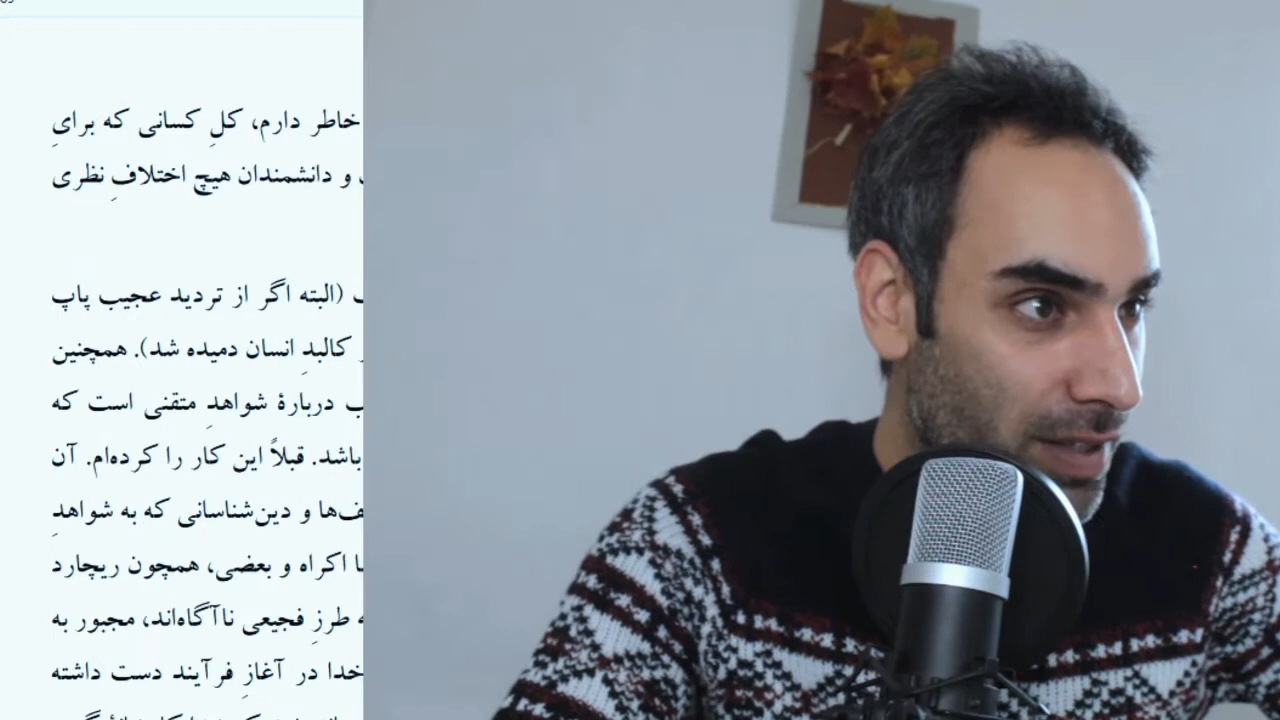 خاطر دارم، کلِ کسانی که برایِ
و دانشمندان هیچ اختلافِ نظری
(البته اگر از تردید عجیب پاپ
کالبدِ انسان دمیده شد). همچنین
دربارهٔ شواهدِ متقنی است که
باشد. قبلاً این کار را کرده‌ام. آن
و دین‌شناسانی که به شواهدِ
اکراه و بعضی، همچون ریچارد
طرزِ فجیعی ناآگاه‌اند، مجبور به
خدا در آغازِ فرآیند دست داشته